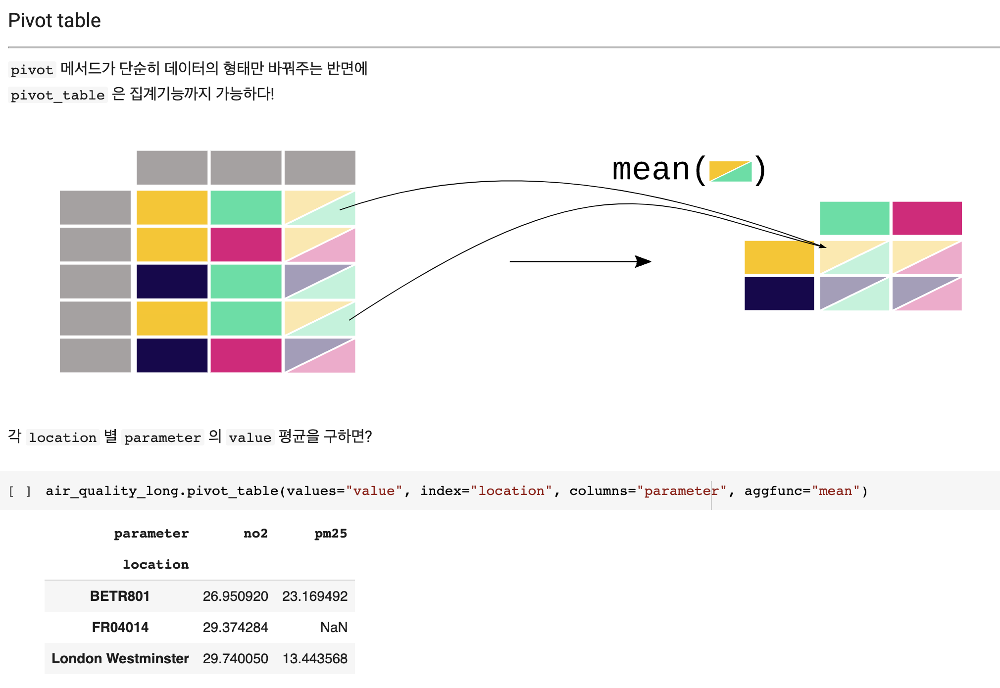 Pivot table
pivot 메서드가 단순히 데이터의 형태만 바꿔주는 반면에
pivot_table 은 집계기능까지 가능하다!
mean( )
각 location 별 parameter 의 value 평균을 구하면?
[ ] air_quality_long.pivot_table(values="value", index="location", columns="parameter", aggfunc="mean")
parameter no2 pm25
location
BETR801 26.950920 23.169492
FR04014 29.374284 NaN
London Westminster 29.740050 13.443568